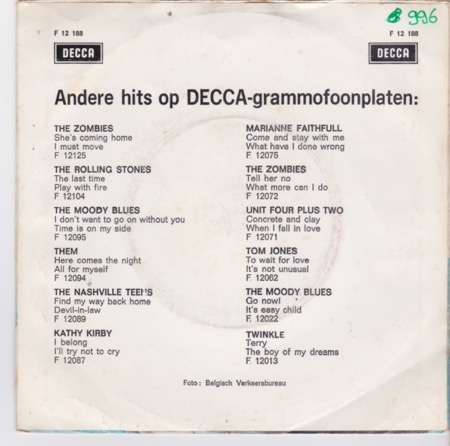 F 12 188
DECCA
8 996
F 12 188
DECCA
Andere hits op DECCA-grammofoonplaten:
THE ZOMBIES
She's coming home
I must move
F 12125
THE ROLLING STONES
The last time
Play with fire
F 12104
THE MOODY BLUES
I don't want to go on without you
Time is on my side
F 12095
THEM
Here comes the night
All for myself
F 12094
THE NASHVILLE TEEI'S
Find my way back home
Devil-in-law
F 12089
KATHY KIRBY
I belong
I'll try not to cry
F 12087
MARIANNE FAITHFULL
Come and stay with me
What have I done wrong
F 12075
THE ZOMBIES
Tell her no
What more can I do
F 12072
UNIT FOUR PLUS TWO
Concrete and clay
When I fall in love
F 12071
TOM JONES
To wait for love
It's not unusual
F 12062
THE MOODY BLUES
Go now!
It's easy child
F 12022
TWINKLE
Terry
The boy of my dreams
F 12013
Foto : Belgisch Verkeersbureau